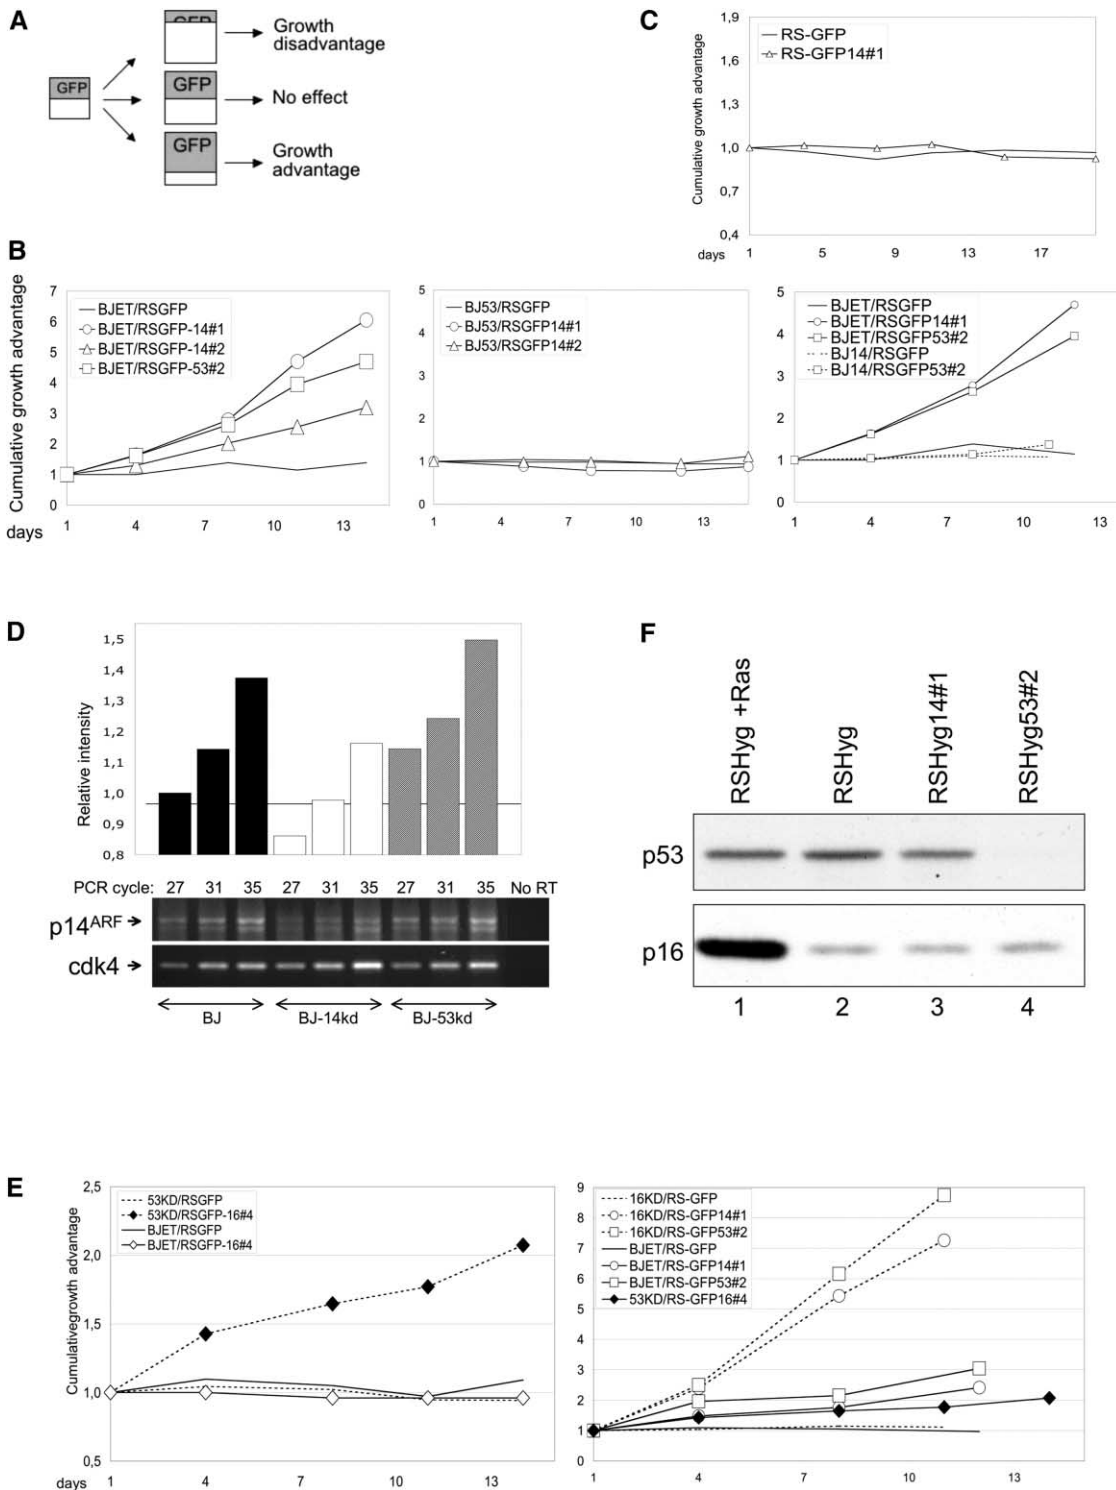 A
GFP
GFP
Growth
disadvantage
GFP
No effect
GFP
Growth
advantage
C
Cumulative growth advantage
1,9
1,6
1,3
1,0
0,7
0,4
RS-GFP
RS-GFP14#1
days
1 5 9 13 17
B
Cumulative growth advantage
7
6
5
4
3
2
1
0
BJET/RSGFP
BJET/RSGFP-14#1
BJET/RSGFP-14#2
BJET/RSGFP-53#2
days
1 4 7 10 13
5
4
3
2
1
0
BJ53/RSGFP
BJ53/RSGFP14#1
BJ53/RSGFP14#2
1 4 7 10 13
5
4
3
2
1
0
BJET/RSGFP
BJET/RSGFP14#1
BJET/RSGFP53#2
BJ14/RSGFP
BJ14/RSGFP53#2
1 4 7 10 13
D
Relative intensity
1,5
1,4
1,3
1,2
1,1
1,0
0,9
0,8
PCR cycle: 27 31 35 27 31 35 27 31 35 No RT
p14ARF
cdk4
BJ BJ-14kd BJ-53kd
F
RSHyg +Ras
RSHyg
RSHyg14#1
RSHyg53#2
p53
p16
1 2 3 4
E
Cumulativegrowth advantage
2,5
2,0
1,5
1,0
0,5
53KD/RSGFP
53KD/RSGFP-16#4
BJET/RSGFP
BJET/RSGFP-16#4
days
1 4 7 10 13
9
8
7
6
5
4
3
2
1
0
16KD/RS-GFP
16KD/RS-GFP14#1
16KD/RS-GFP53#2
BJET/RS-GFP
BJET/RS-GFP14#1
BJET/RS-GFP53#2
53KD/RS-GFP16#4
1 4 7 10 13